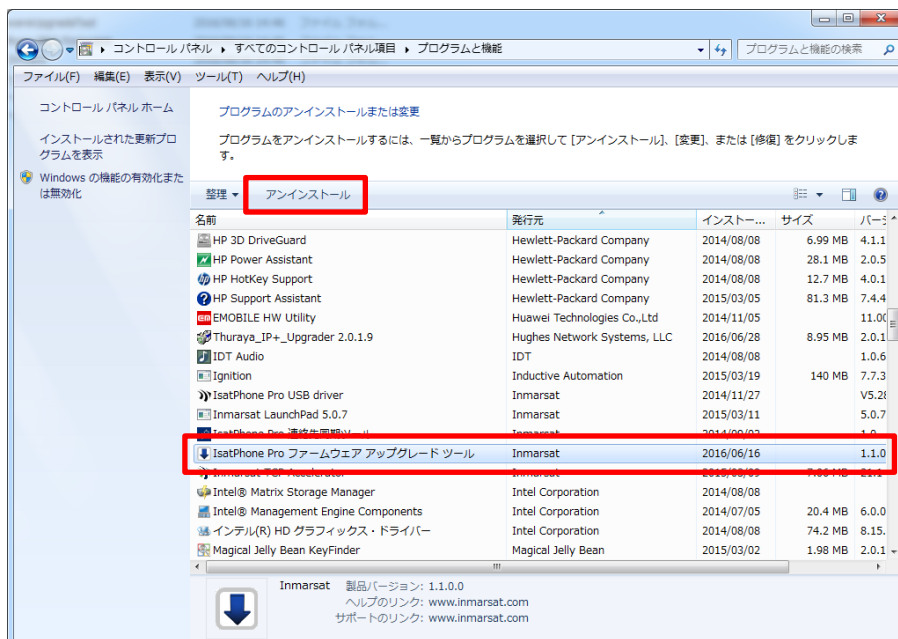 コントロール パネル ▸ すべてのコントロール パネル項目 ▸ プログラムと機能
プログラムと機能の検索
ファイル(F) 編集(E) 表示(V) ツール(T) ヘルプ(H)
コントロール パネル ホーム
インストールされた更新プログラムを表示
Windows の機能の有効化または無効化
プログラムのアンインストールまたは変更
プログラムをアンインストールするには、一覧からプログラムを選択して [アンインストール]、[変更]、または [修復] をクリックしま
す。
整理 ▼ アンインストール
名前 発行元 インストー... サイズ バージ
HP 3D DriveGuard Hewlett-Packard Company 2014/08/08 6.99 MB 4.1.1
HP Power Assistant Hewlett-Packard Company 2014/08/08 28.1 MB 2.0.5
HP HotKey Support Hewlett-Packard Company 2014/08/08 12.7 MB 4.0.1
HP Support Assistant Hewlett-Packard Company 2015/03/05 81.3 MB 7.4.4
EMOBILE HW Utility Huawei Technologies Co.,Ltd 2014/11/05 11.00
Thuraya_IP+_Upgrader 2.0.1.9 Hughes Network Systems, LLC 2016/06/28 8.95 MB 2.0.1
IDT Audio IDT 2014/08/08 1.0.6
Ignition Inductive Automation 2015/03/19 140 MB 7.7.3
IsatPhone Pro USB driver Inmarsat 2014/11/27 V5.28
Inmarsat LaunchPad 5.0.7 Inmarsat 2015/03/11 5.0.7
IsatPhone Pro 連絡先同期ツール Inmarsat
IsatPhone Pro ファームウェア アップグレード ツール Inmarsat 2016/06/16 1.1.0
Inmarsat TCP Accelerator Inmarsat
Intel® Matrix Storage Manager Intel Corporation 2014/08/08
Intel® Management Engine Components Intel Corporation 2014/07/05 20.4 MB 6.0.0
インテル(R) HD グラフィックス・ドライバー Intel Corporation 2014/08/08 74.2 MB 8.15.
Magical Jelly Bean KeyFinder Magical Jelly Bean 2015/03/02 1.98 MB 2.0.1
Inmarsat 製品バージョン: 1.1.0.0
ヘルプのリンク: www.inmarsat.com
サポートのリンク: www.inmarsat.com